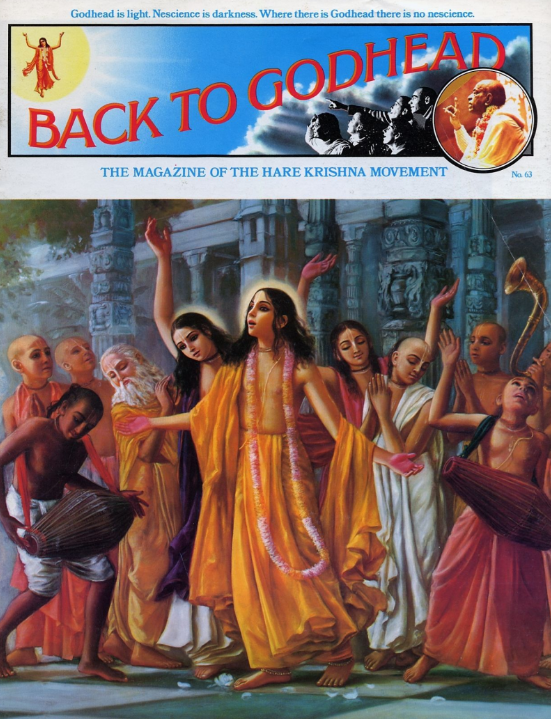 Godhead is light. Nescience is darkness. Where there is Godhead there is no nescience.
BACK TO GODHEAD
THE MAGAZINE OF THE HARE KRISHNA MOVEMENT
No. 63